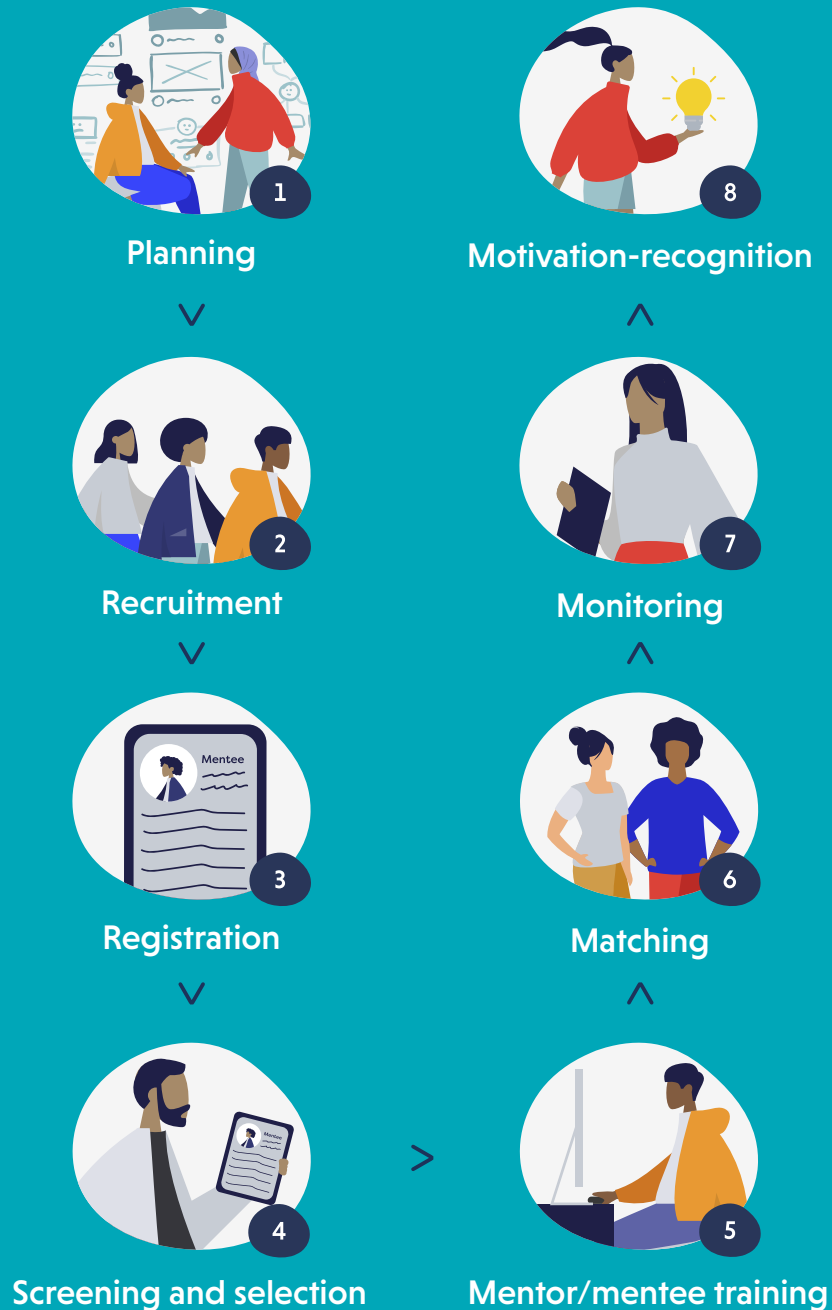 1
Planning
2
Recruitment
Mentee
3
Registration
Mentee
4
Screening and selection
5
Mentor/mentee training
6
Matching
7
Monitoring
8
Motivation-recognition